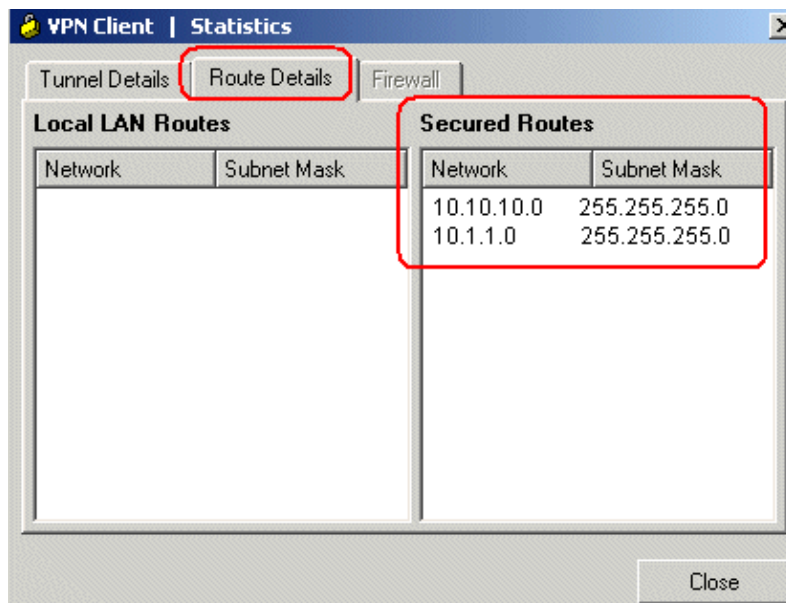 VPN Client | Statistics
Tunnel Details
Route Details
Firewall
Local LAN Routes
Network Subnet Mask
Secured Routes
Network Subnet Mask
10.10.10.0 255.255.255.0
10.1.1.0 255.255.255.0
Close